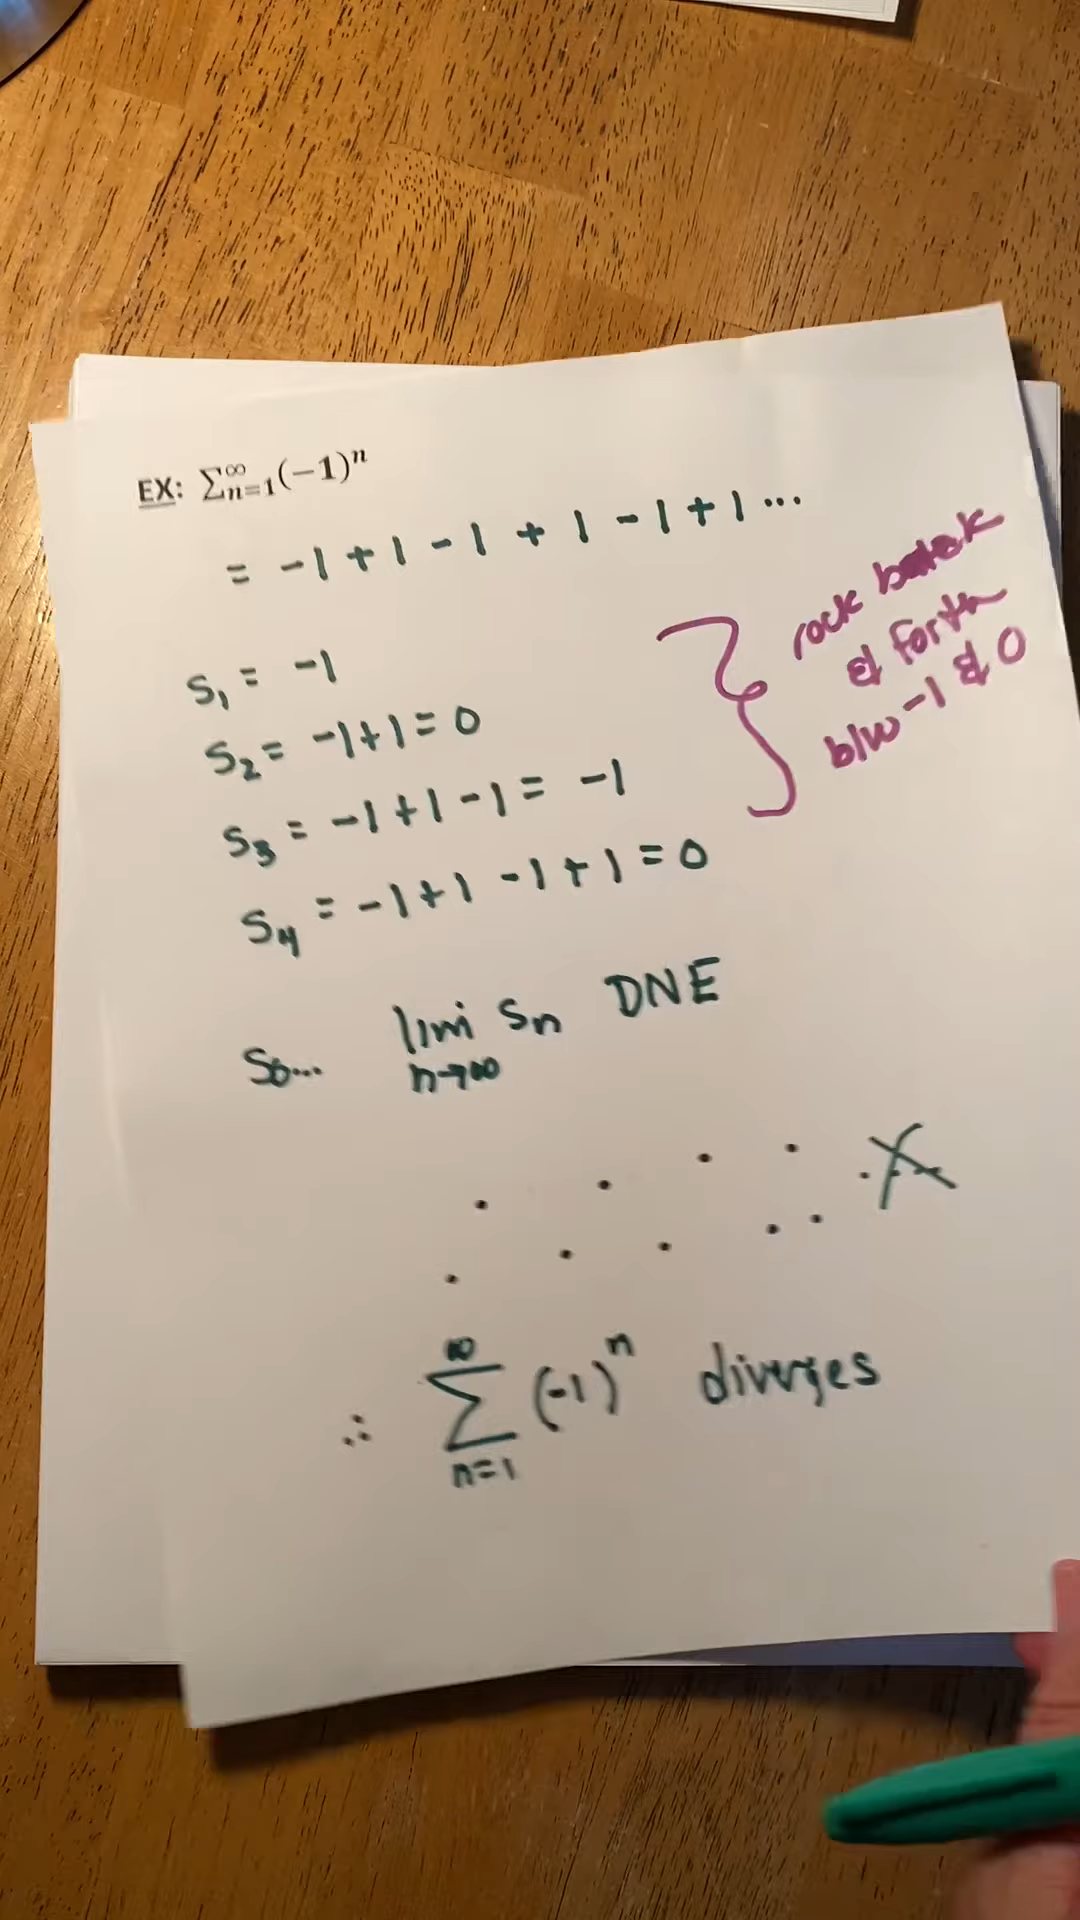 EX: ∑_{n=1}^{∞}(−1)^n
= -1 + 1 - 1 + 1 - 1 + 1 ...
S₁ = -1
S₂ = -1+1 = 0
S₃ = -1+1-1 = -1
S₄ = -1+1-1+1 = 0
rock back
& forth
b/w -1 & 0
So... lim S_n DNE
n→∞
∴ ∑_{n=1}^{∞} (-1)^n diverges